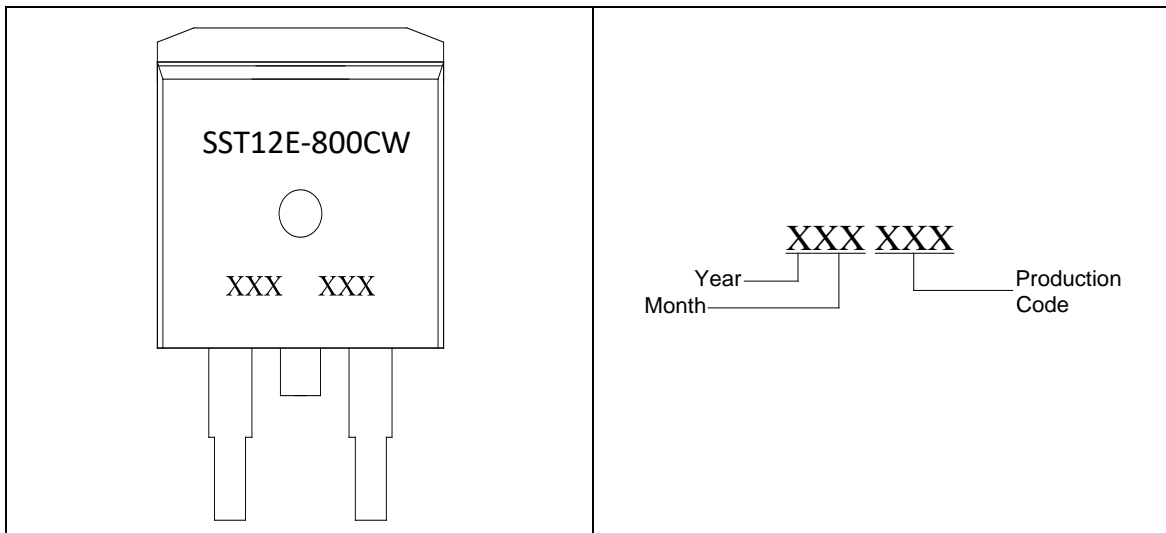 SST12E-800CW
XXX XXX
XXX XXX
Year
Month
Production
Code